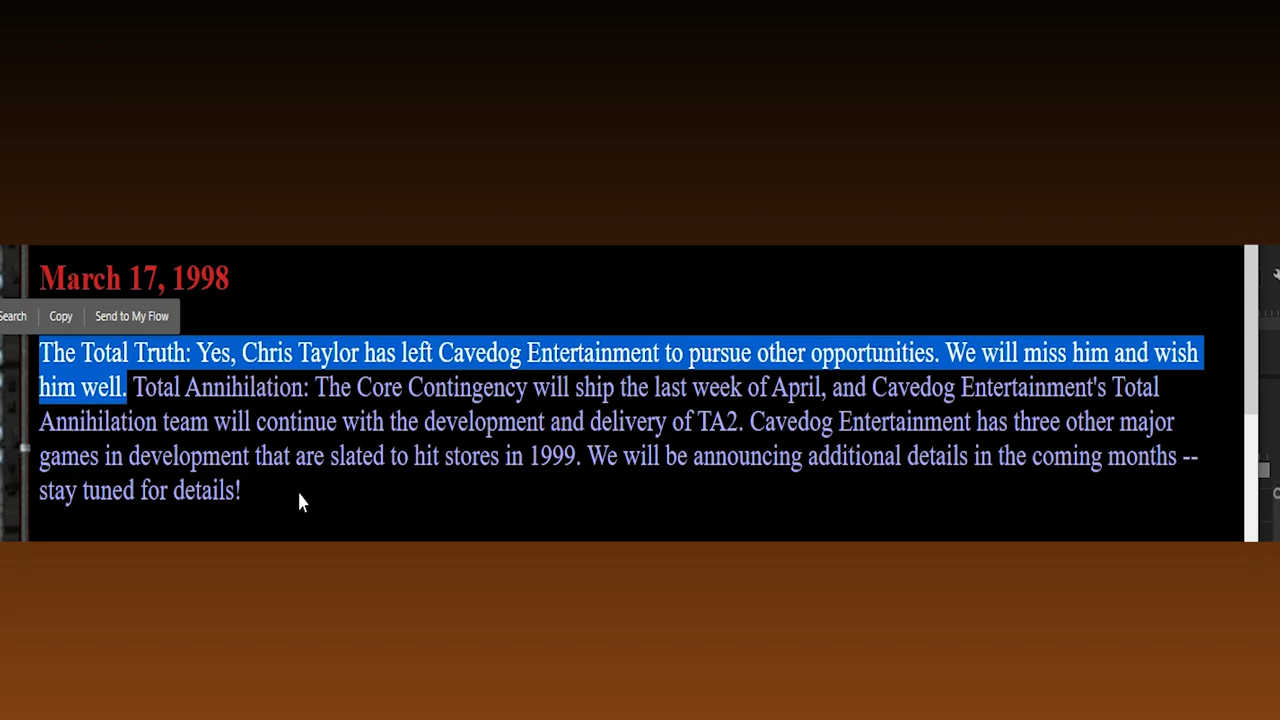 March 17, 1998
Search Copy Send to My Flow
The Total Truth: Yes, Chris Taylor has left Cavedog Entertainment to pursue other opportunities. We will miss him and wish
him well. Total Annihilation: The Core Contingency will ship the last week of April, and Cavedog Entertainment's Total
Annihilation team will continue with the development and delivery of TA2. Cavedog Entertainment has three other major
games in development that are slated to hit stores in 1999. We will be announcing additional details in the coming months --
stay tuned for details!